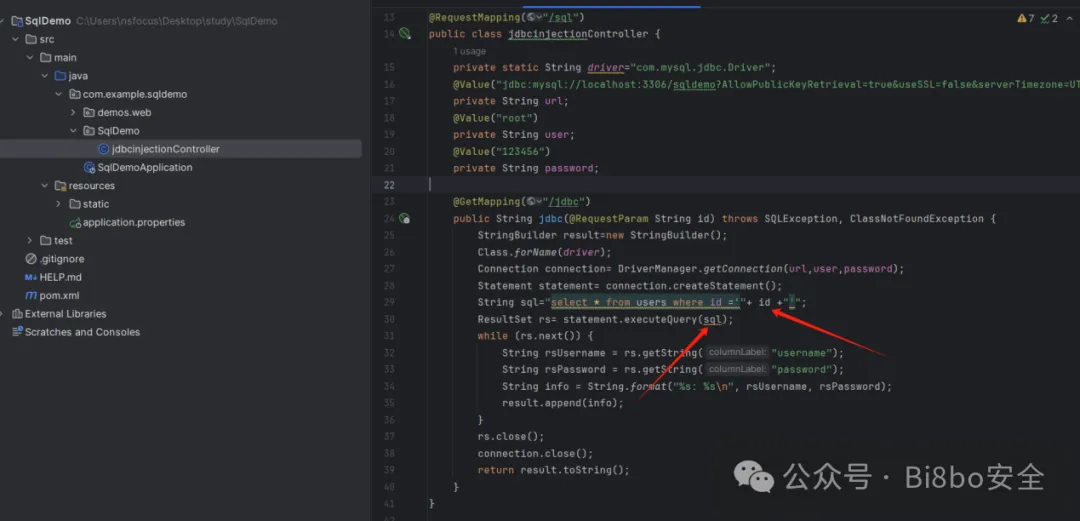 SqlDemo C:\Users\nsfocus\Desktop\study\SqlDemo
src
main
java
com.example.sqldemo
demos.web
SqlDemo
jdbcinjectionController
SqlDemoApplication
resources
static
application.properties
test
.gitignore
HELP.md
pom.xml
External Libraries
Scratches and Consoles
7 2
13 @RequestMapping("/sql")
14 public class jdbcinjectionController {
1 usage
15 private static String driver="com.mysql.jdbc.Driver";
16 @Value("jdbc:mysql://localhost:3306/sqldemo?AllowPublicKeyRetrieval=true&useSSL=false&serverTimezone=UT
17 private String url;
18 @Value("root")
19 private String user;
20 @Value("123456")
21 private String password;
22
23 @GetMapping("/jdbc")
24 public String jdbc(@RequestParam String id) throws SQLException, ClassNotFoundException {
25 StringBuilder result=new StringBuilder();
26 Class.forName(driver);
27 Connection connection= DriverManager.getConnection(url,user,password);
28 Statement statement= connection.createStatement();
29 String sql="select * from users where id ='"+ id +"'";
30 ResultSet rs= statement.executeQuery(sql);
31 while (rs.next()) {
32 String rsUsername = rs.getString( columnLabel: "username");
33 String rsPassword = rs.getString( columnLabel: "password");
34 String info = String.format("%s: %s\n", rsUsername, rsPassword);
35 result.append(info);
36 }
37 rs.close();
38 connection.close();
39 return result.toString();
40 }
41 }
42
公众号 · Bi8bo安全